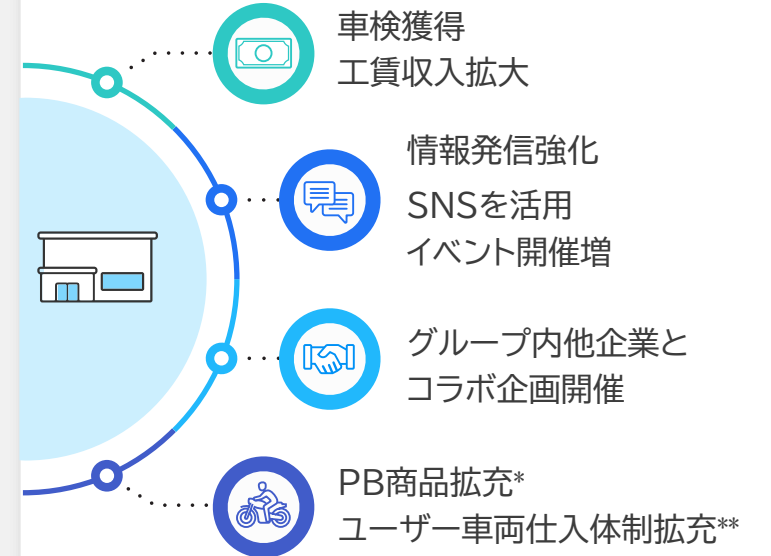 車検獲得
工賃収入拡大
情報発信強化
SNSを活用
イベント開催増
グループ内他企業と
コラボ企画開催
PB商品拡充*
ユーザー車両仕入体制拡充**